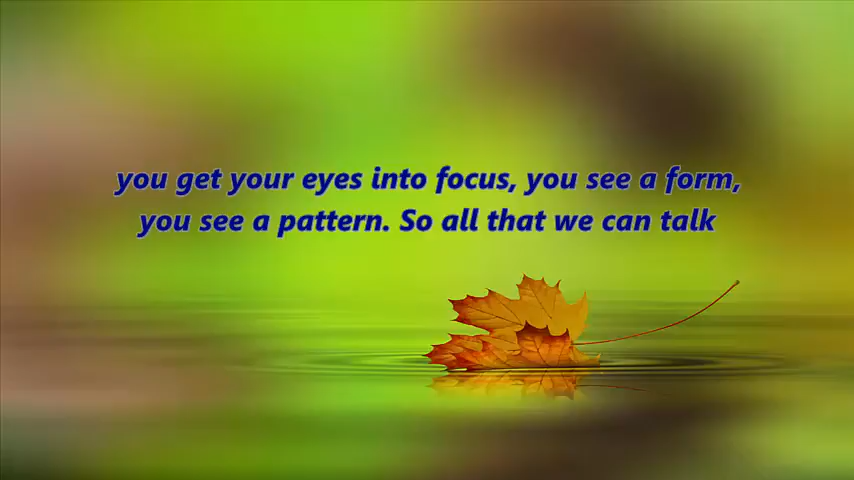 you get your eyes into focus, you see a form,
you see a pattern. So all that we can talk